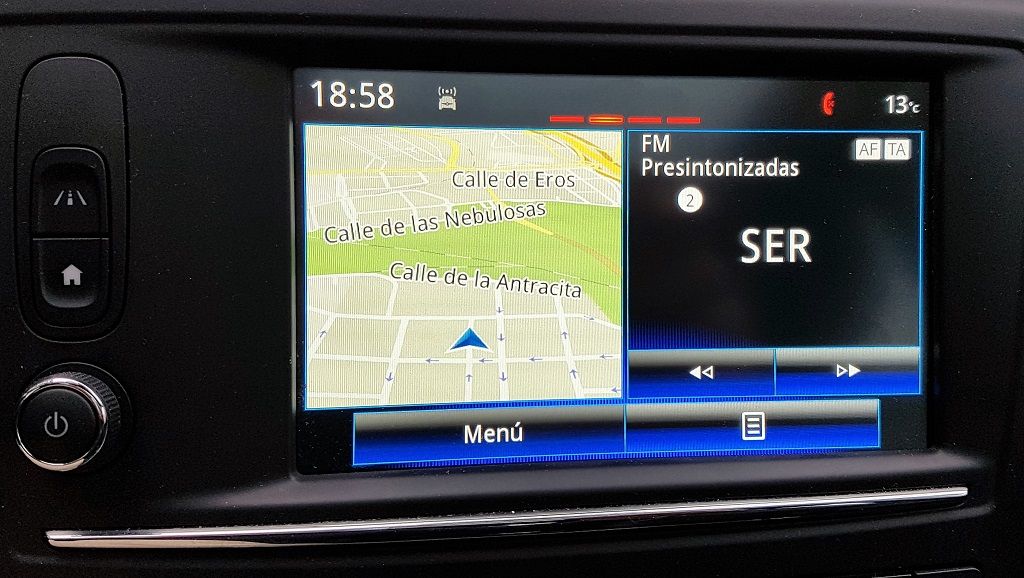 18:58
13°C
Calle de Eros
Calle de las Nebulosas
Calle de la Antracita
FM
Presintonizadas
AF TA
2
SER
Menú